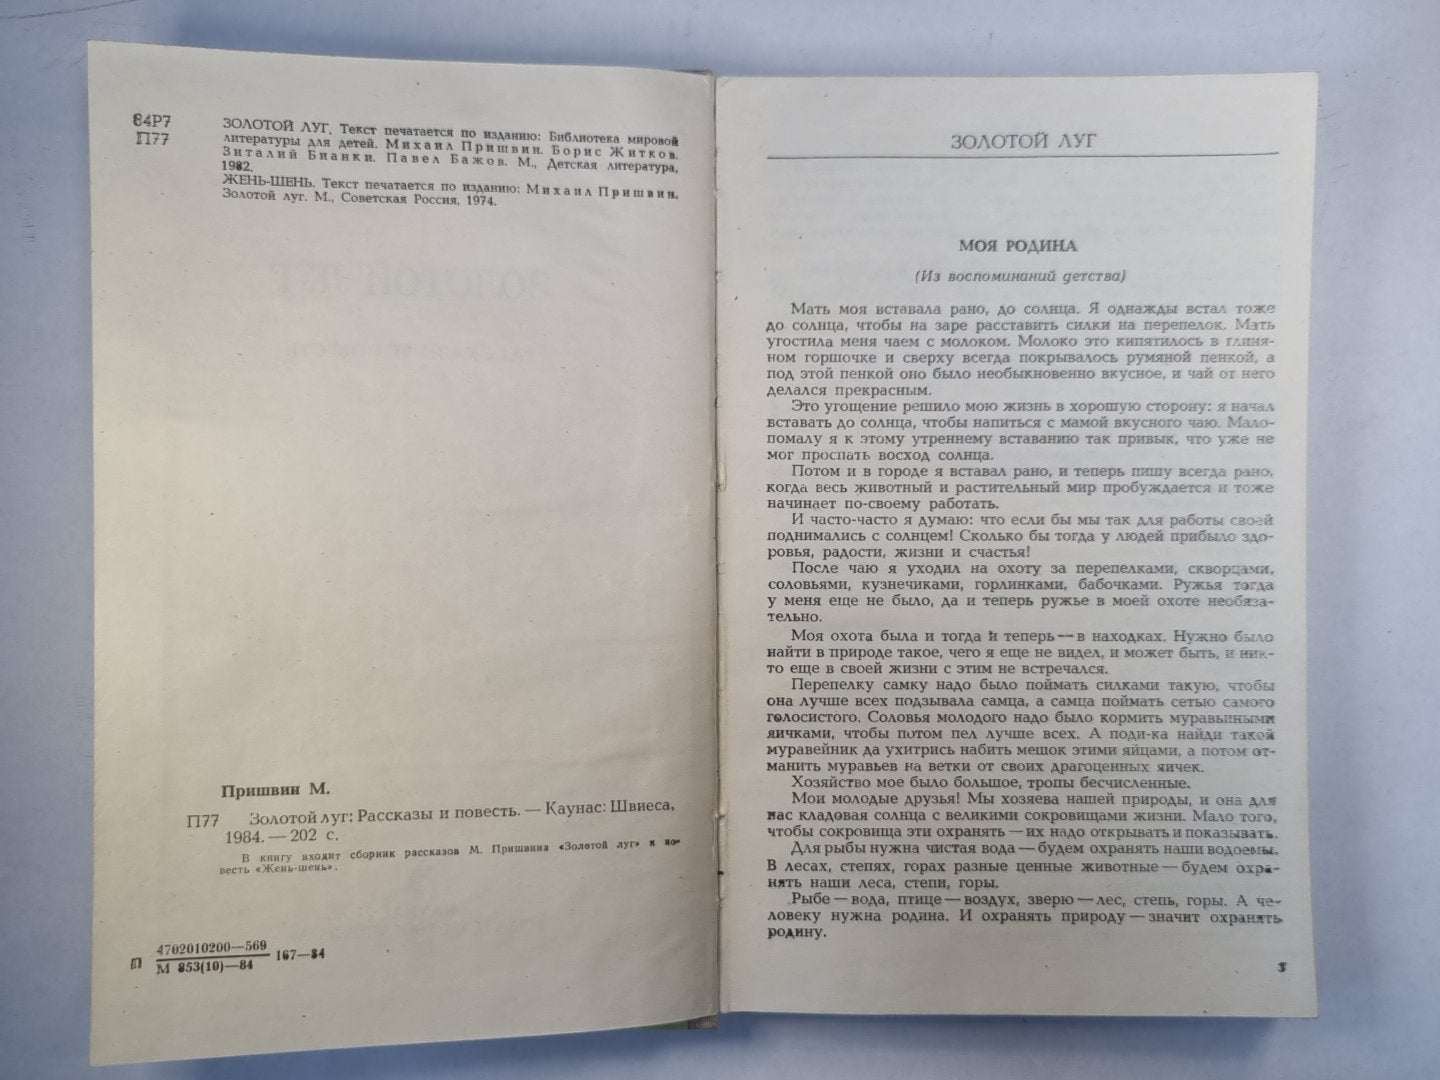 84Р7
П77
ЗОЛОТОЙ ЛУГ. Текст печатается по изданию: Библиотека мировой
литературы для детей. Михаил Пришвин. Борис Житков.
Зиталий Бианки. Павел Бажов. М., Детская литература,
1982.
ЖЕНЬ-ШЕНЬ. Текст печатается по изданию: Михаил Пришвин.
Золотой луг. М., Советская Россия, 1974.
Пришвин М.
П77 Золотой луг: Рассказы и повесть. — Каунас: Швиеса,
1984. — 202 с.
В книгу входит сборник рассказов М. Пришвина «Золотой луг» и по-
весть «Жень-шень».
П 4702010200—569 167—84
М 853(10)—84
ЗОЛОТОЙ ЛУГ
МОЯ РОДИНА
(Из воспоминаний детства)
Мать моя вставала рано, до солнца. Я однажды встал тоже
до солнца, чтобы на заре расставить силки на перепелок. Мать
угостила меня чаем с молоком. Молоко это кипятилось в глиня-
ном горшочке и сверху всегда покрывалось румяной пенкой, а
под этой пенкой оно было необыкновенно вкусное, и чай от него
делался прекрасным.
Это угощение решило мою жизнь в хорошую сторону: я начал
вставать до солнца, чтобы напиться с мамой вкусного чаю. Мало-
помалу я к этому утреннему вставанию так привык, что уже не
мог проспать восход солнца.
Потом и в городе я вставал рано, и теперь пишу всегда рано,
когда весь животный и растительный мир пробуждается и тоже
начинает по-своему работать.
И часто-часто я думаю: что если бы мы так для работы своей
поднимались с солнцем! Сколько бы тогда у людей прибыло здо-
ровья, радости, жизни и счастья!
После чаю я уходил на охоту за перепелками, скворцами,
соловьями, кузнечиками, горлинками, бабочками. Ружья тогда
у меня еще не было, да и теперь ружье в моей охоте необяза-
тельно.
Моя охота была и тогда и теперь — в находках. Нужно было
найти в природе такое, чего я еще не видел, и может быть, и ник-
то еще в своей жизни с этим не встречался.
Перепелку самку надо было поймать силками такую, чтобы
она лучше всех подзывала самца, а самца поймать сетью самого
голосистого. Соловья молодого надо было кормить муравьиными
яичками, чтобы потом пел лучше всех. А поди-ка найди такой
муравейник да ухитрись набить мешок этими яйцами, а потом от-
манить муравьев на ветки от своих драгоценных яичек.
Хозяйство мое было большое, тропы бесчисленные.
Мои молодые друзья! Мы хозяева нашей природы, и она для
нас кладовая солнца с великими сокровищами жизни. Мало того,
чтобы сокровища эти охранять — их надо открывать и показывать.
Для рыбы нужна чистая вода — будем охранять наши водоемы.
В лесах, степях, горах разные ценные животные — будем охра-
нять наши леса, степи, горы.
Рыбе — вода, птице — воздух, зверю — лес, степь, горы. А че-
ловеку нужна родина. И охранять природу — значит охранять
родину.
3